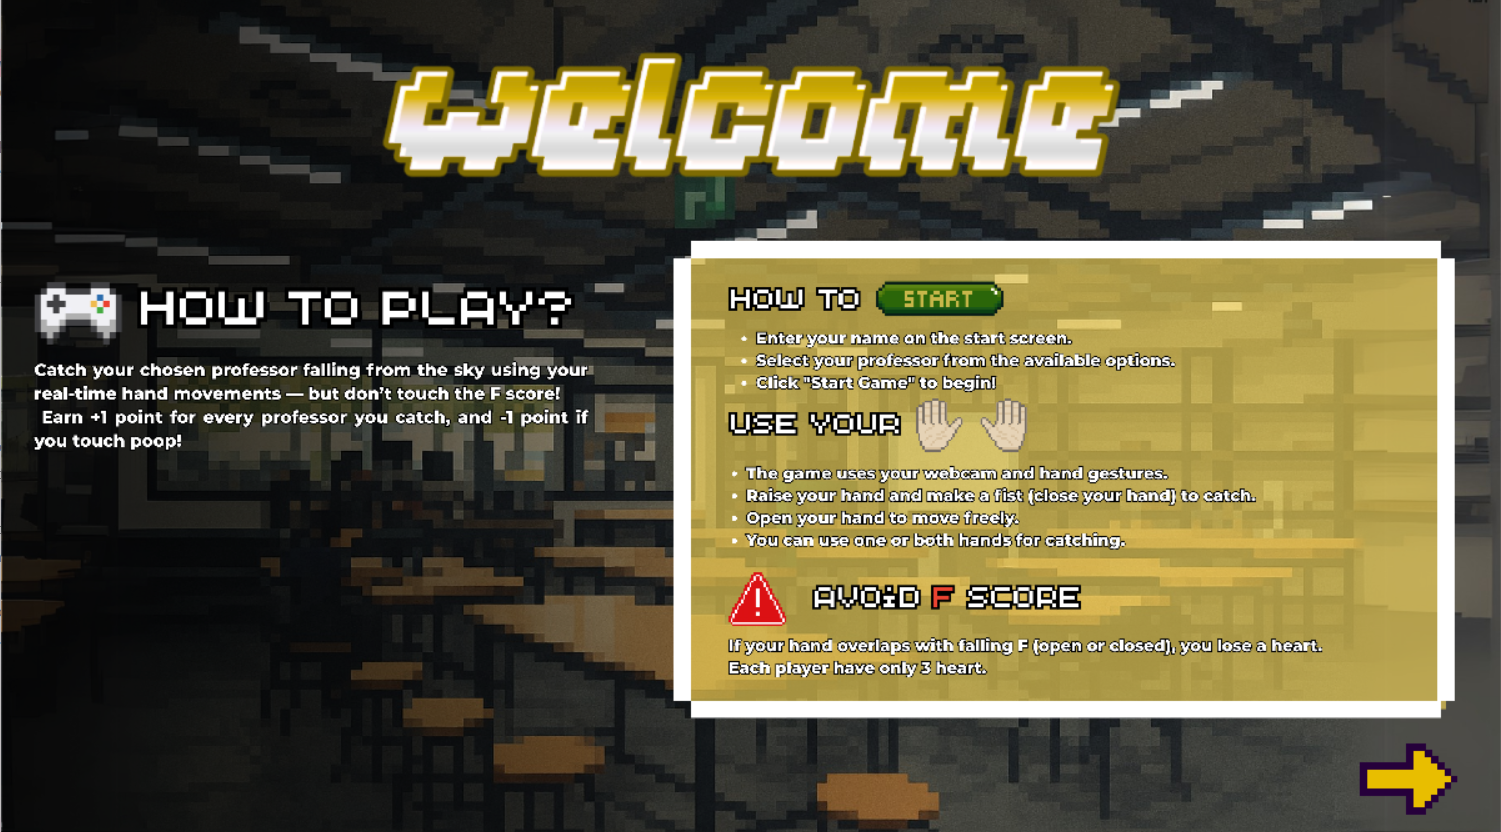 welcome
HOW TO PLAY?
Catch your chosen professor falling from the sky using your
real-time hand movements — but don't touch the F score!
Earn +1 point for every professor you catch, and -1 point if
you touch poop!
HOW TO START
• Enter your name on the start screen.
• Select your professor from the available options.
• Click "Start Game" to begin!
USE YOUR
• The game uses your webcam and hand gestures.
• Raise your hand and make a fist (close your hand) to catch.
• Open your hand to move freely.
• You can use one or both hands for catching.
AVOID F SCORE
If your hand overlaps with falling F (open or closed), you lose a heart.
Each player have only 3 heart.